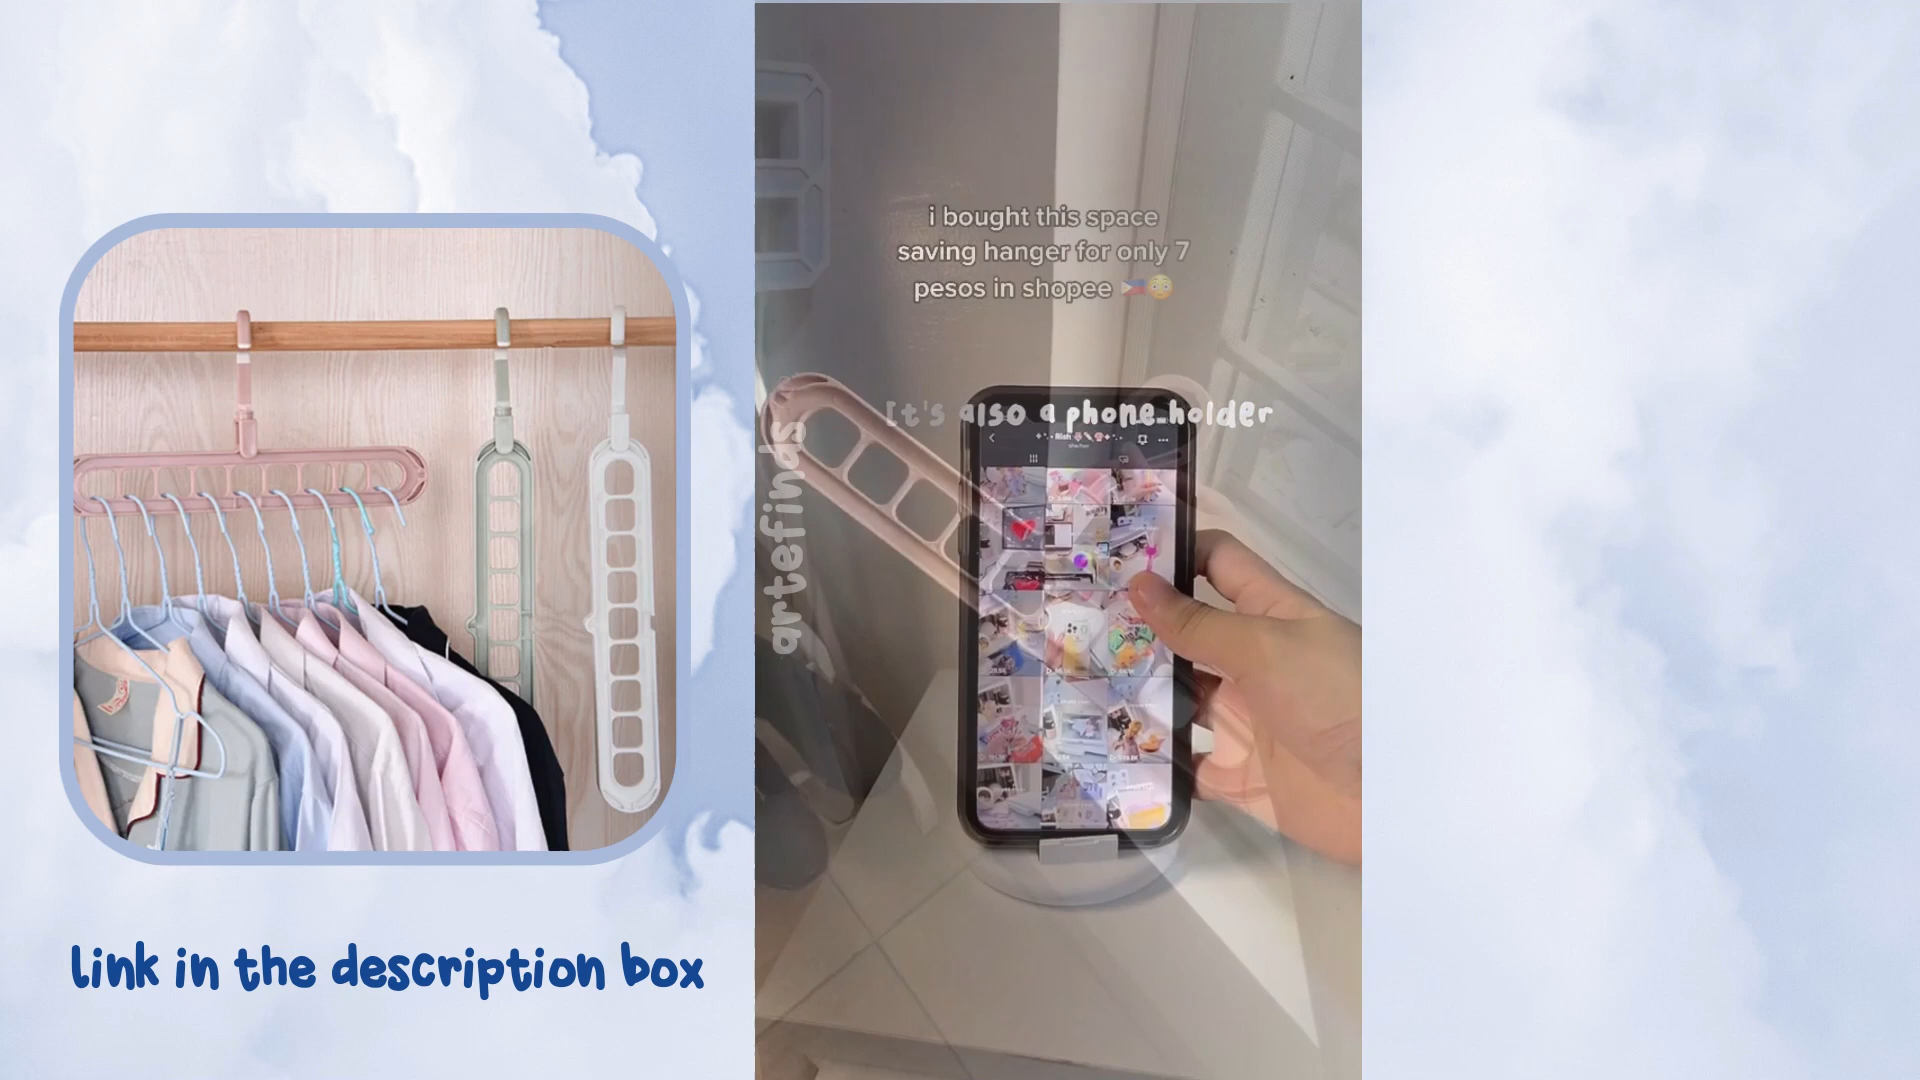 i bought this space
saving hanger for only 7
pesos in shopee 🇵🇭😳
It's also a phone holder
artefinds
link in the description box